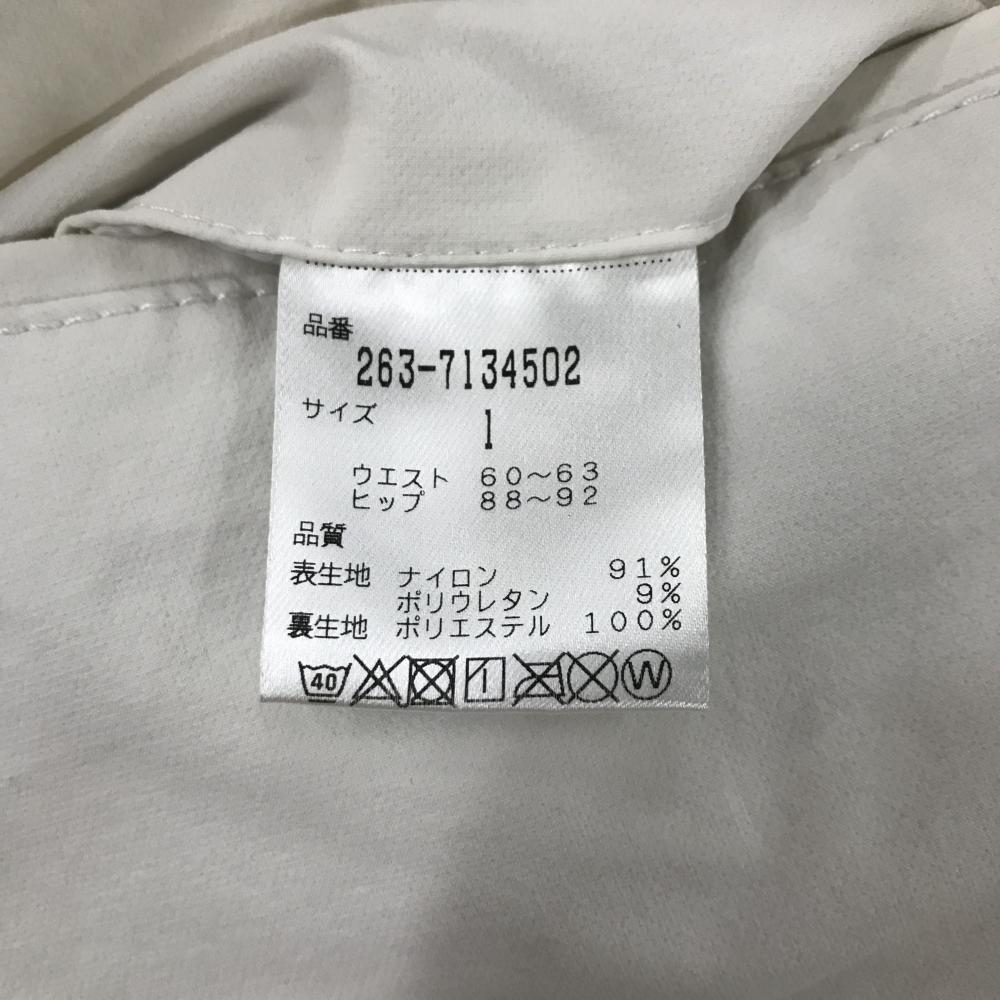 品番
263-7134502
サイズ
1
ウエスト 60～63
ヒップ 88～92
品質
表生地 ナイロン 91%
ポリウレタン 9%
裏生地 ポリエステル 100%
40 W